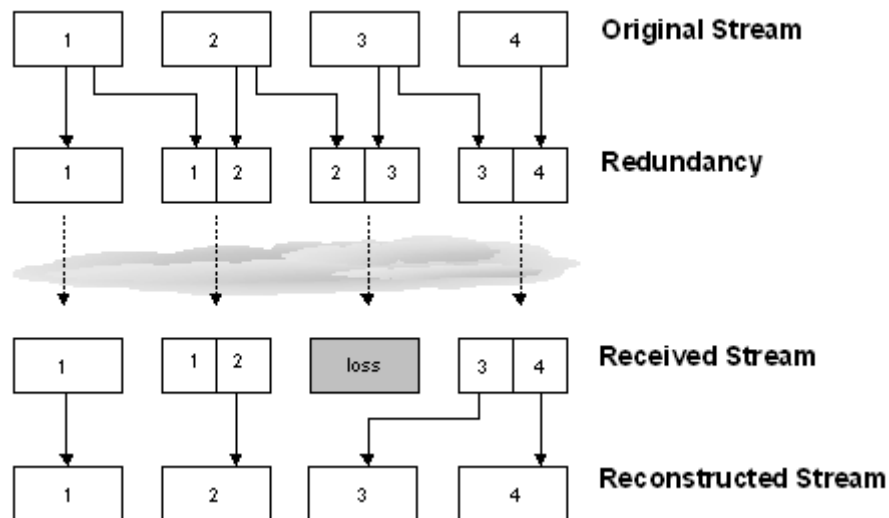 1 2 3 4 Original Stream
1 1 2 2 3 3 4 Redundancy
1 1 2 loss 3 4 Received Stream
1 2 3 4 Reconstructed Stream